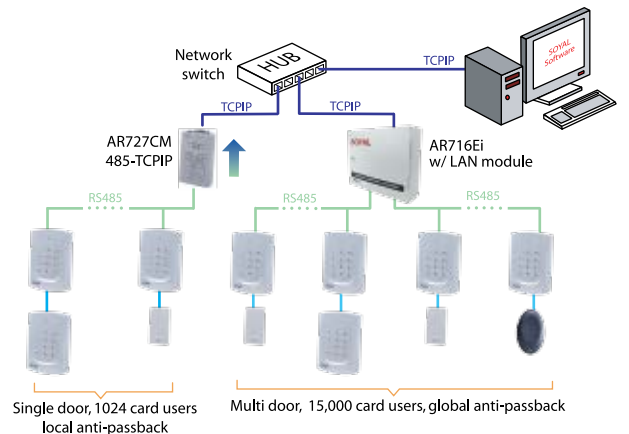 Network
switch
HUB
TCPIP
SOYAL
Software
TCPIP
TCPIP
AR727CM
485-TCPIP
SOYAL
AR716Ei
w/ LAN module
RS485
RS485
RS485
Single door, 1024 card users
local anti-passback
Multi door, 15,000 card users, global anti-passback